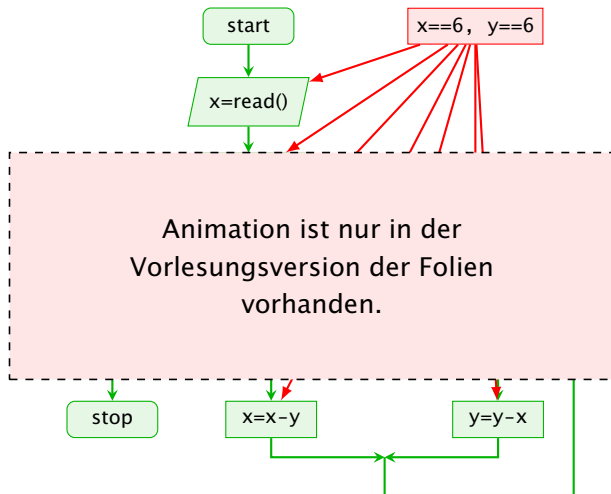 start
x==6, y==6
x=read()
Animation ist nur in der
Vorlesungsversion der Folien
vorhanden.
stop
x=x-y
y=y-x